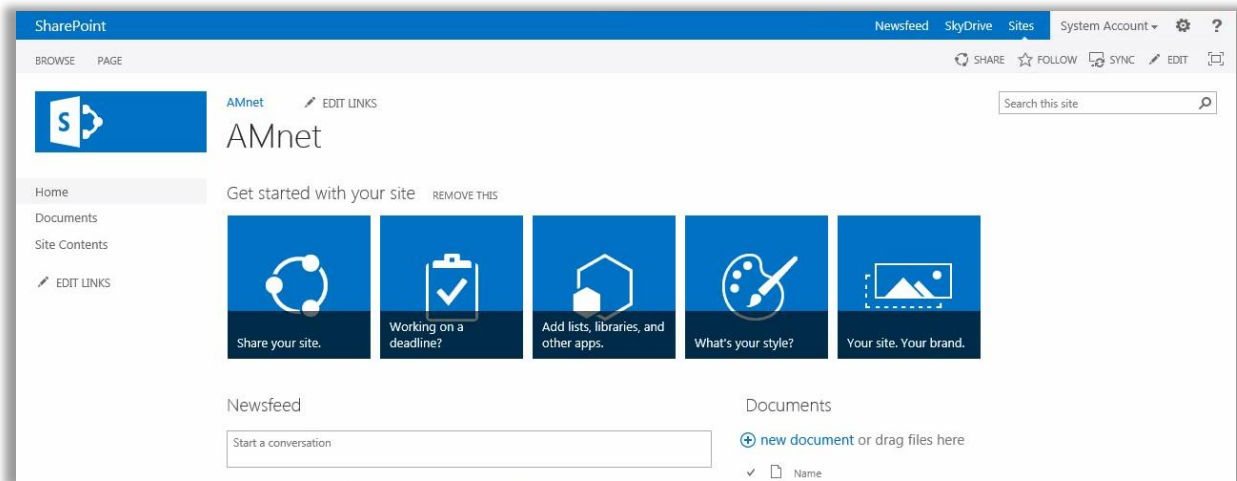 SharePoint
Newsfeed SkyDrive Sites System Account ?
BROWSE PAGE
SHARE FOLLOW SYNC EDIT
S
AMnet EDIT LINKS
Search this site
AMnet
Home
Documents
Site Contents
EDIT LINKS
Get started with your site REMOVE THIS
Share your site.
Working on a
deadline?
Add lists, libraries, and
other apps.
What's your style?
Your site. Your brand.
Newsfeed
Start a conversation
Documents
new document or drag files here
Name